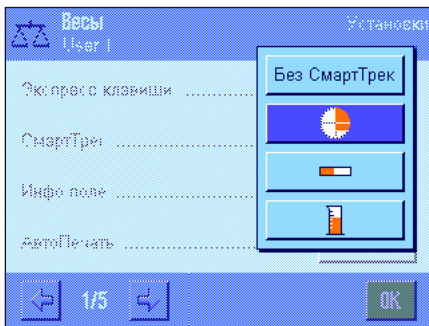 Весы
User 1
Установки
Экспресс клавиши ..........
СмартТрек ..........
Инфо поле ..........
АвтоПечать ..........
Без СмартТрек
1/5
OK